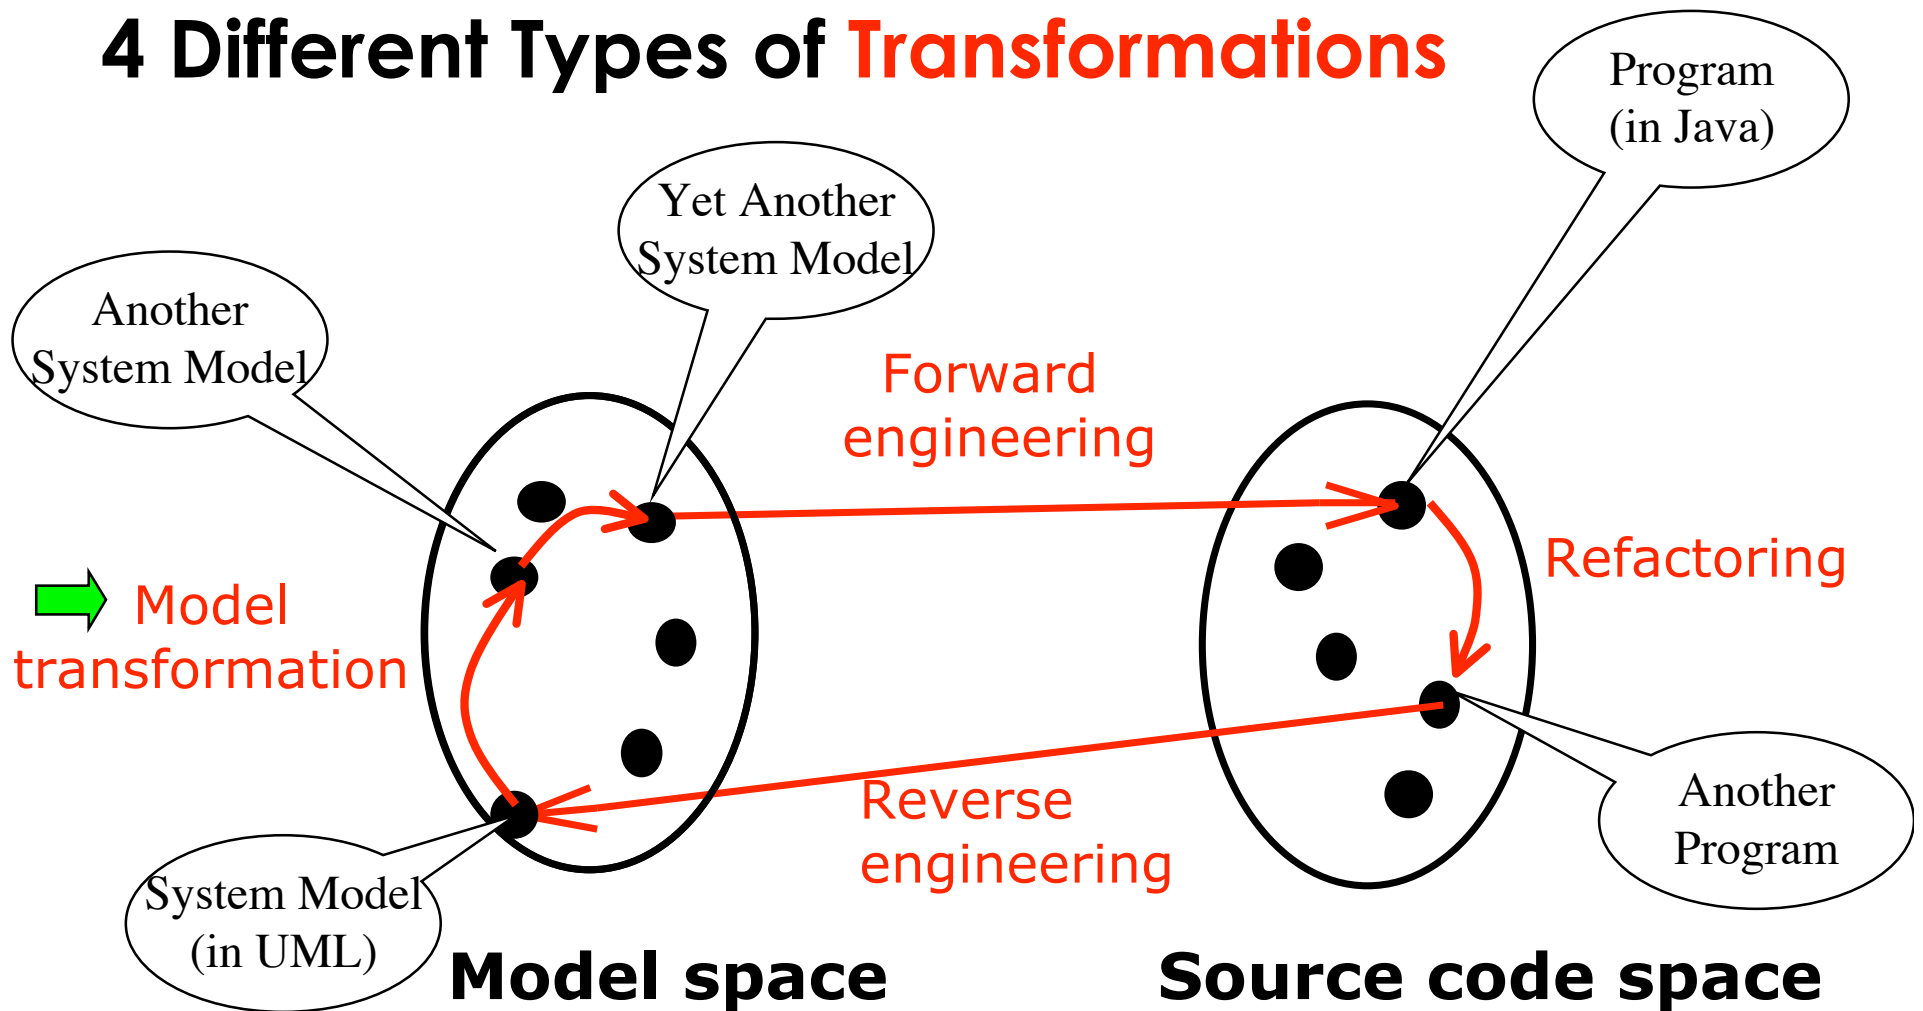 4 Different Types of Transformations
Program
(in Java)
Yet Another
System Model
Another
System Model
Forward
engineering
Refactoring
Model
transformation
Reverse
engineering
Another
Program
System Model
(in UML)
Model space
Source code space